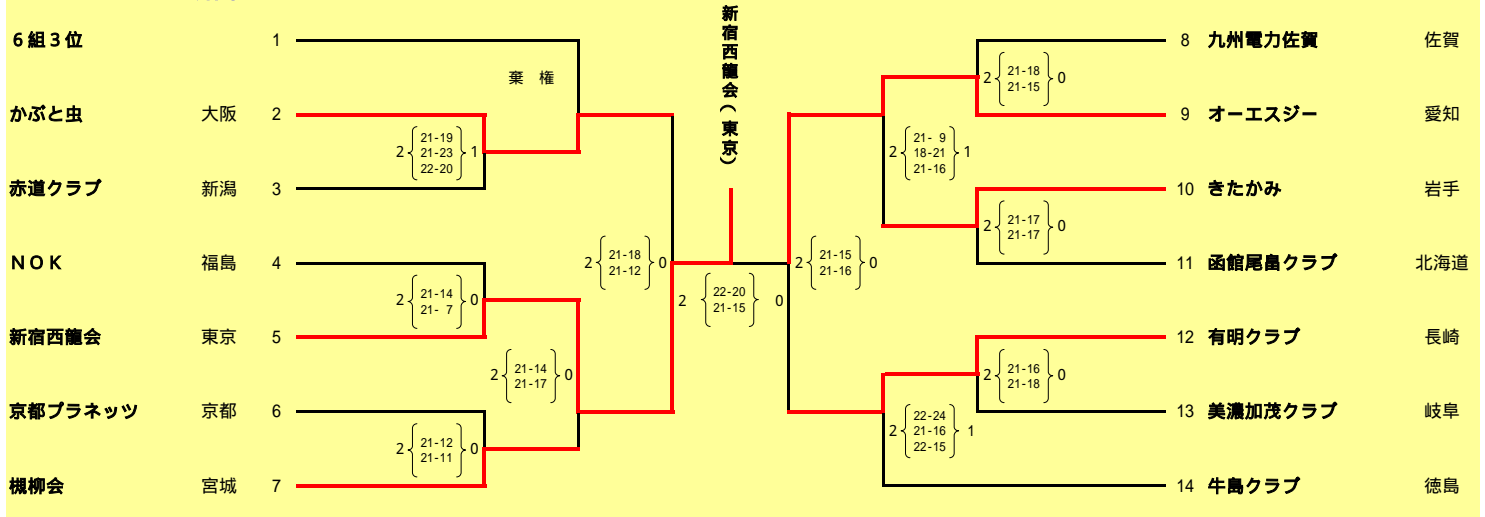 新宿西龍会(東京)
6組3位 1
棄 権
かぶと虫 大阪 2
2 21-19 1
21-23
22-20
赤道クラブ 新潟 3
2 21-18 0
21-12
NOK 福島 4
2 21-14 0
21- 7
新宿西龍会 東京 5
2 21-14 0
21-17
京都プラネッツ 京都 6
2 21-12 0
21-11
槻柳会 宮城 7
2 22-20 0
21-15
8 九州電力佐賀 佐賀
2 21-18 0
21-15
9 オーエスジー 愛知
2 21- 9 1
18-21
21-16
10 きたかみ 岩手
2 21-17 0
21-17
11 函館尾畠クラブ 北海道
2 21-15 0
21-16
12 有明クラブ 長崎
2 21-16 0
21-18
13 美濃加茂クラブ 岐阜
2 22-24 1
21-16
22-15
14 牛島クラブ 徳島